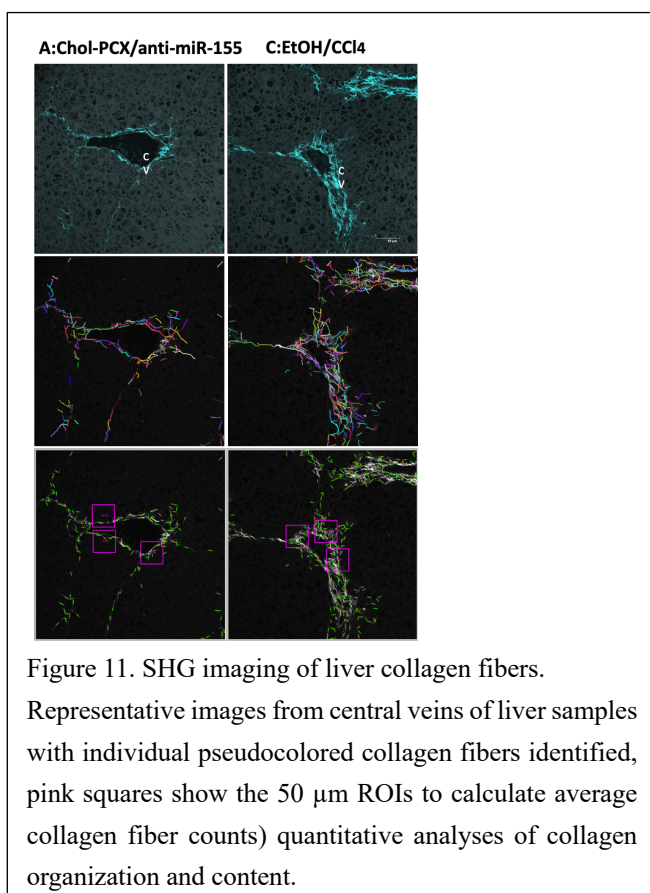 A:Chol-PCX/anti-miR-155 C:EtOH/CCl4
C
V
C
V
Figure 11. SHG imaging of liver collagen fibers.
Representative images from central veins of liver samples
with individual pseudocolored collagen fibers identified,
pink squares show the 50 µm ROIs to calculate average
collagen fiber counts) quantitative analyses of collagen
organization and content.